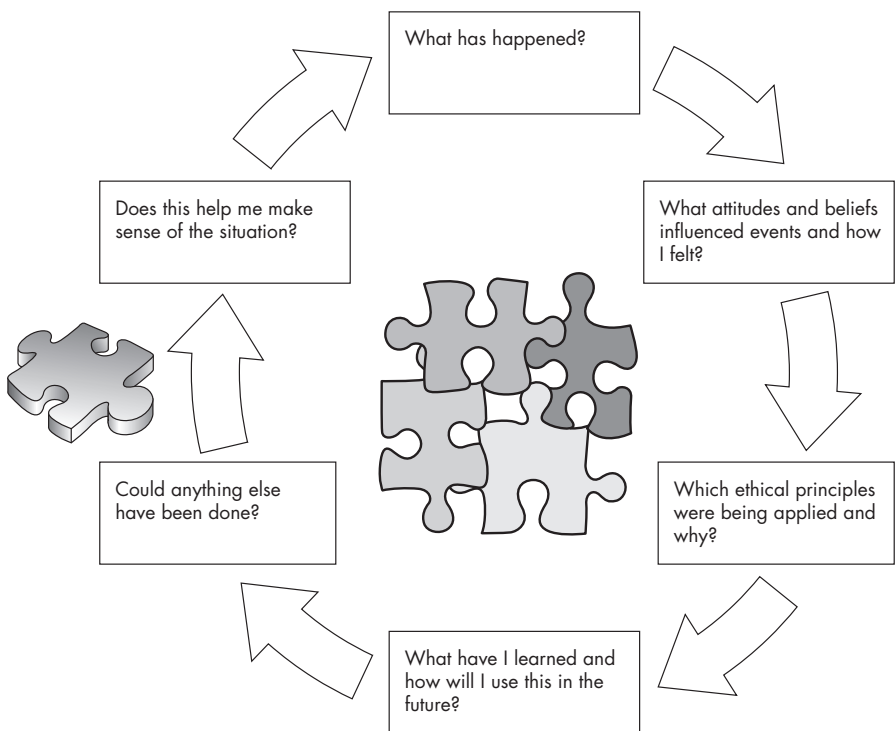 What has happened?
What attitudes and beliefs
influenced events and how
I felt?
Which ethical principles
were being applied and
why?
What have I learned and
how will I use this in the
future?
Could anything else
have been done?
Does this help me make
sense of the situation?